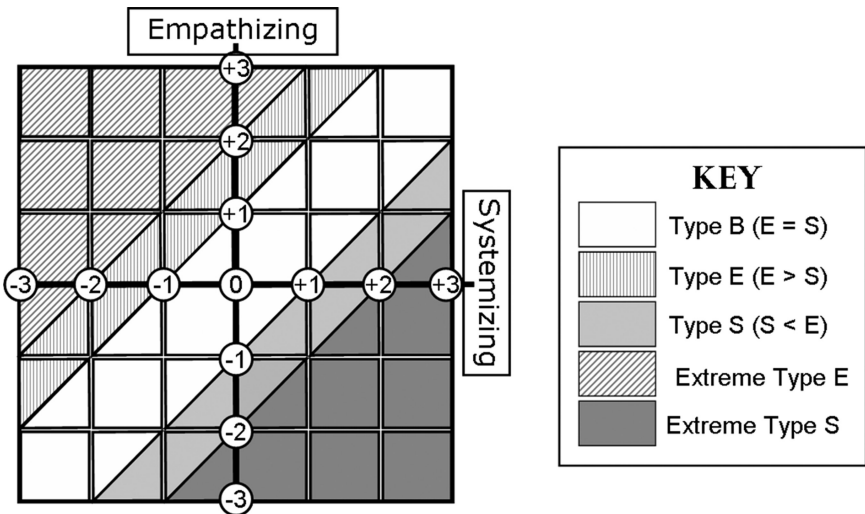 Empathizing
+3
+2
+1
-3 -2 -1 0 +1 +2 +3
-1
-2
-3
Systemizing
KEY
Type B (E = S)
Type E (E > S)
Type S (S < E)
Extreme Type E
Extreme Type S